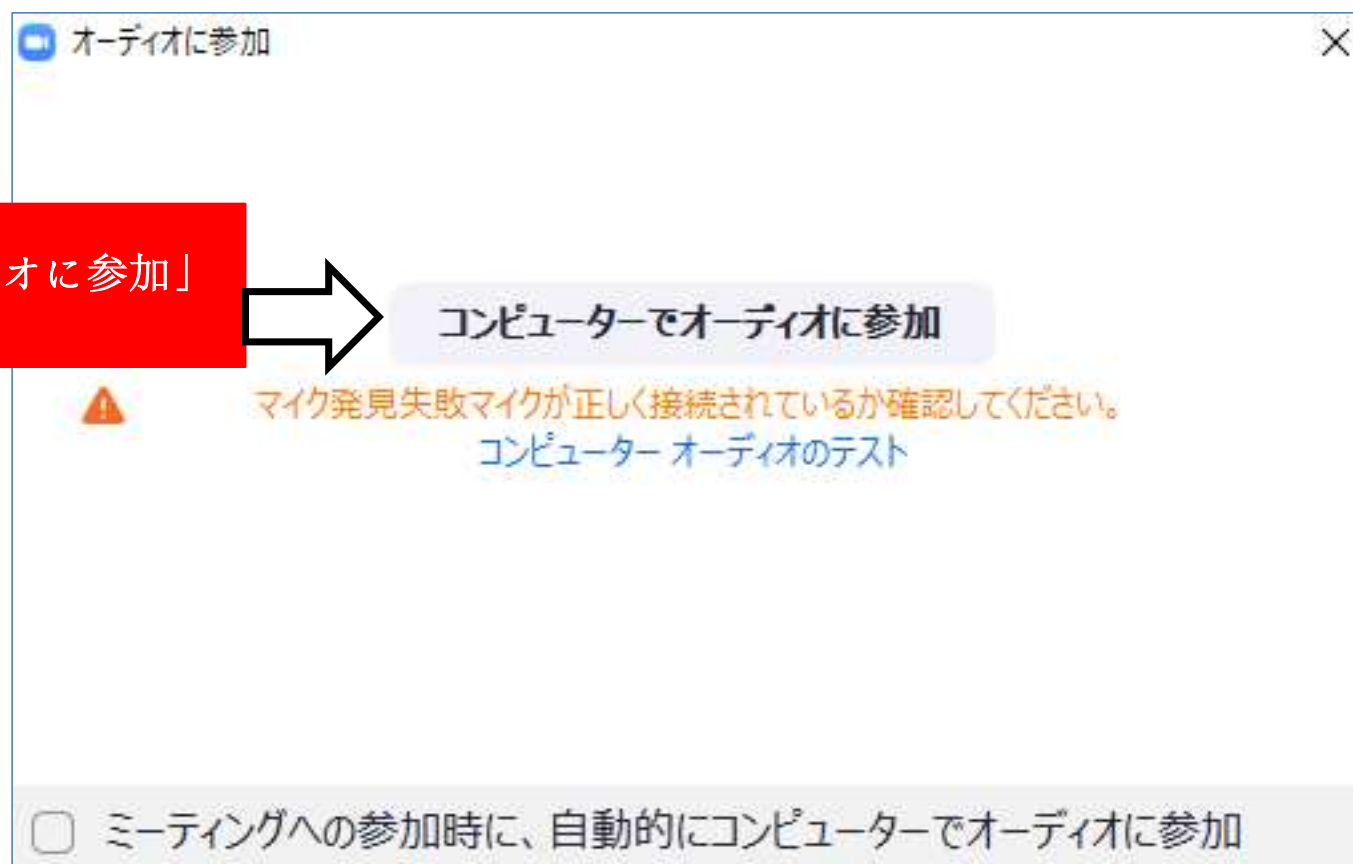 オーディオに参加
オに参加」
コンピューターでオーディオに参加
マイク発見失敗マイクが正しく接続されているか確認してください。
コンピューター オーディオのテスト
ミーティングへの参加時に、自動的にコンピューターでオーディオに参加